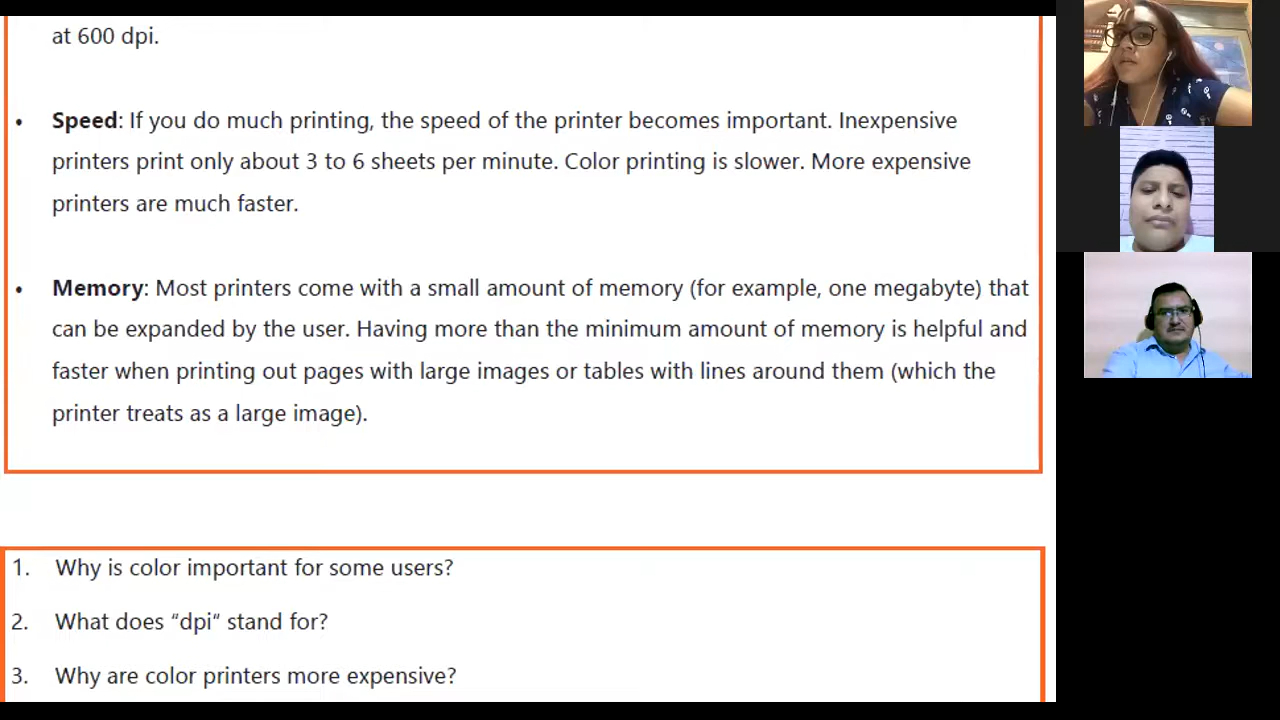 at 600 dpi.
• Speed: If you do much printing, the speed of the printer becomes important. Inexpensive
printers print only about 3 to 6 sheets per minute. Color printing is slower. More expensive
printers are much faster.
• Memory: Most printers come with a small amount of memory (for example, one megabyte) that
can be expanded by the user. Having more than the minimum amount of memory is helpful and
faster when printing out pages with large images or tables with lines around them (which the
printer treats as a large image).
1. Why is color important for some users?
2. What does “dpi“ stand for?
3. Why are color printers more expensive?